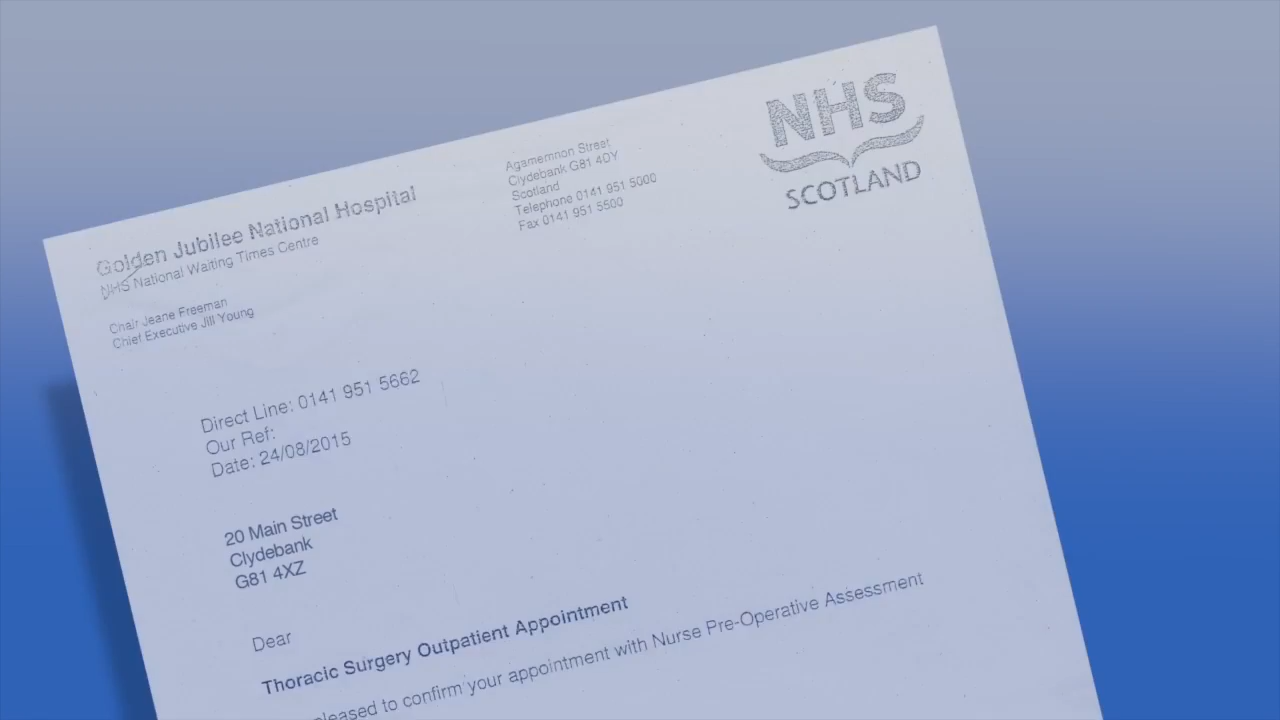 NHS
SCOTLAND
Golden Jubilee National Hospital
NHS National Waiting Times Centre
Chair Jeane Freeman
Chief Executive Jill Young
Agamemnon Street
Clydebank G81 4DY
Scotland
Telephone 0141 951 5000
Fax 0141 951 5500
Direct Line: 0141 951 5662
Our Ref:
Date: 24/08/2015
20 Main Street
Clydebank
G81 4XZ
Dear
Thoracic Surgery Outpatient Appointment
to confirm your appointment with Nurse Pre-Operative Assessment